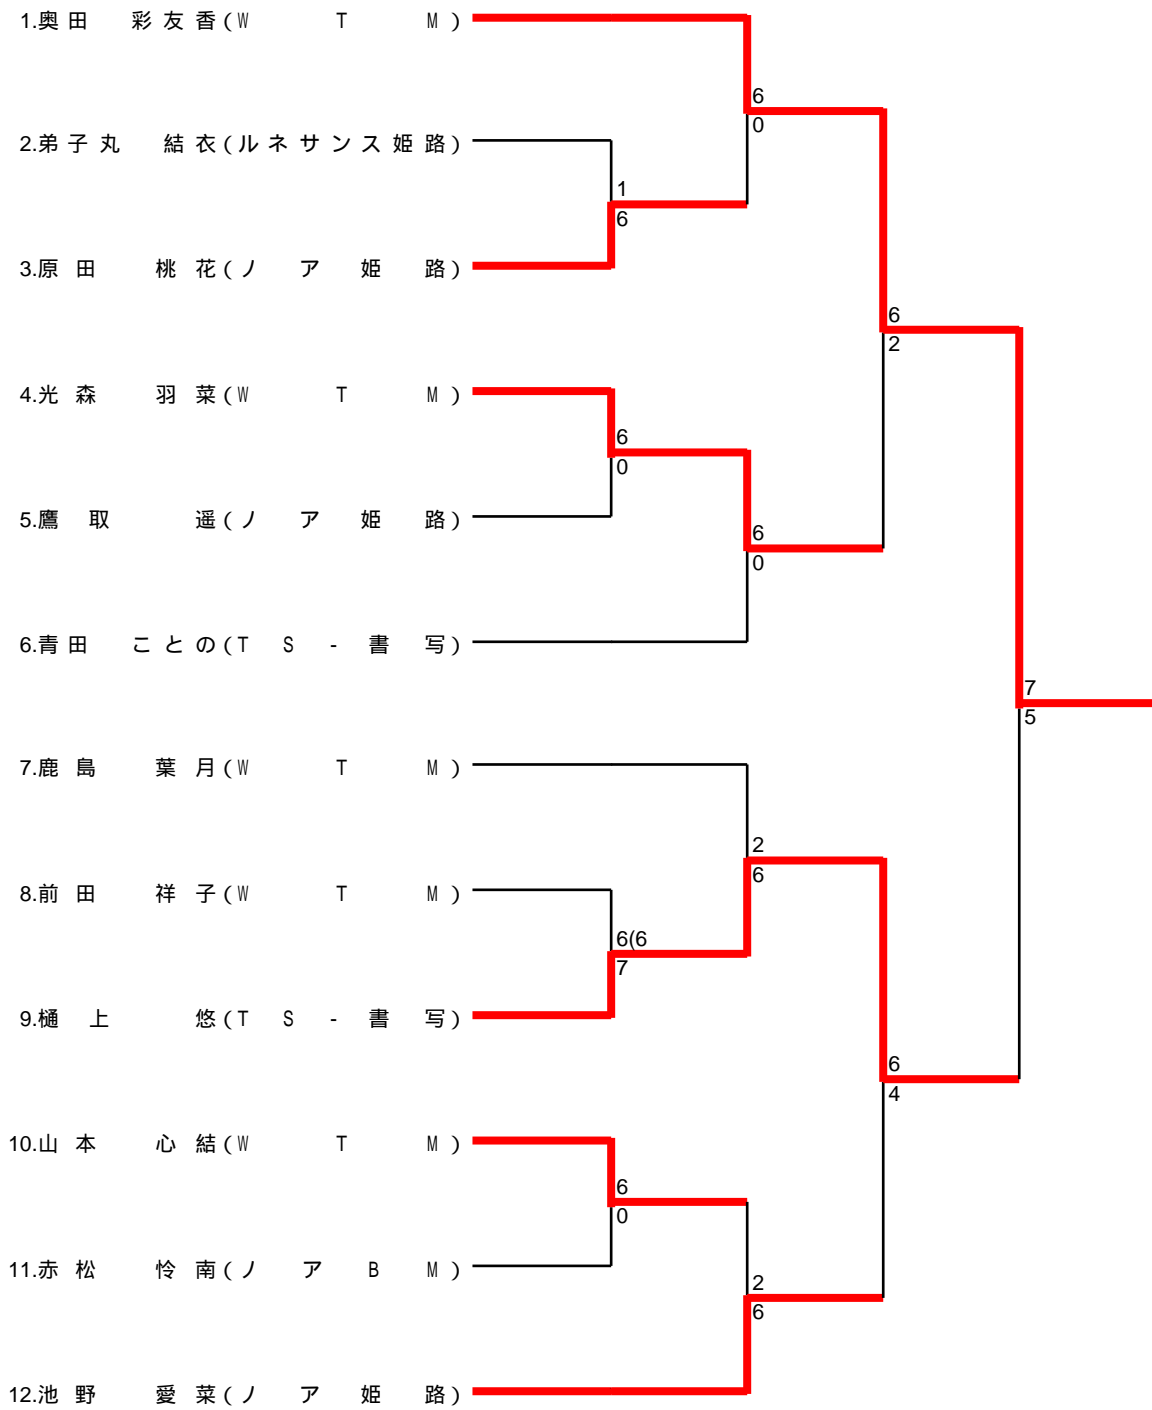 1.奥田 彩友香(W T M)
6
0
2.弟子丸 結衣(ルネサンス姫路)
1
6
3.原田 桃花(ノア姫路)
6
2
4.光森 羽菜(W T M)
6
0
5.鷹取 遥(ノア姫路)
6
0
6.青田 ことの(T S - 書写)
7
5
7.鹿島 葉月(W T M)
2
6
8.前田 祥子(W T M)
6(6
7
9.樋上 悠(T S - 書写)
6
4
10.山本 心結(W T M)
6
0
11.赤松 怜南(ノア B M)
2
6
12.池野 愛菜(ノア姫路)